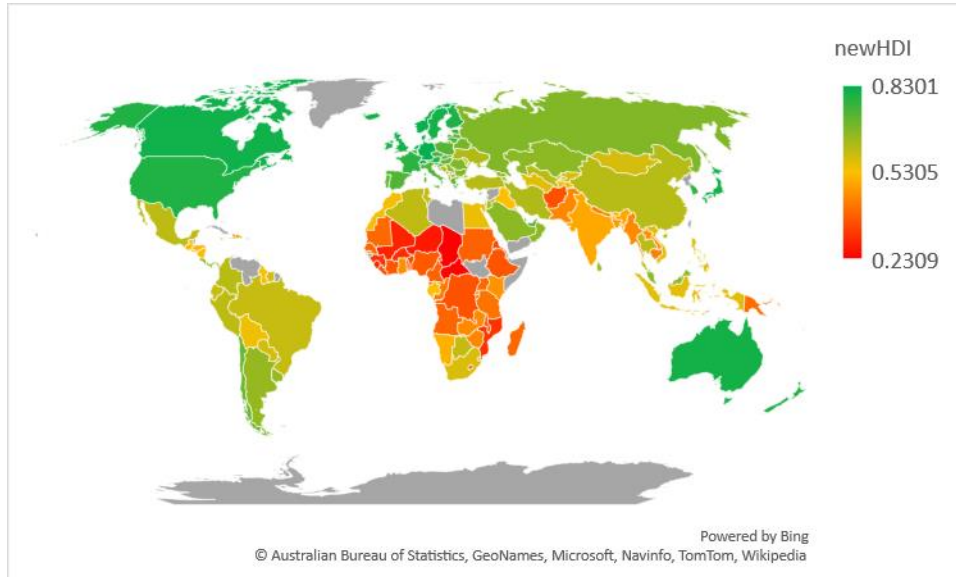 newHDI
0.8301
0.5305
0.2309
Powered by Bing
© Australian Bureau of Statistics, GeoNames, Microsoft, Navinfo, TomTom, Wikipedia